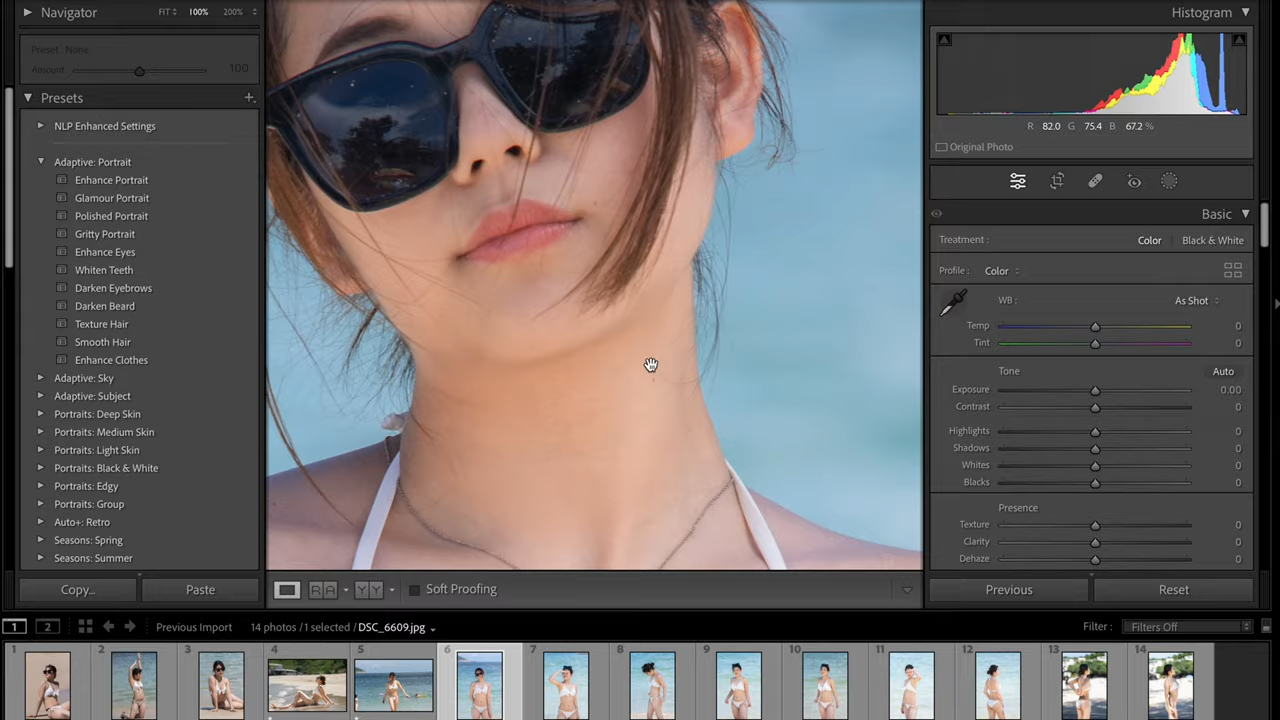 Navigator
FIT 100% 200%
Preset: None
Amount 100
Presets
NLP Enhanced Settings
Adaptive: Portrait
Enhance Portrait
Glamour Portrait
Polished Portrait
Gritty Portrait
Enhance Eyes
Whiten Teeth
Darken Eyebrows
Darken Beard
Texture Hair
Smooth Hair
Enhance Clothes
Adaptive: Sky
Adaptive: Subject
Portraits: Deep Skin
Portraits: Medium Skin
Portraits: Light Skin
Portraits: Black & White
Portraits: Edgy
Portraits: Group
Auto+: Retro
Seasons: Spring
Seasons: Summer
Copy... Paste
RA YY Soft Proofing
Histogram
R 82.0 G 75.4 B 67.2 %
Original Photo
Basic
Treatment : Color Black & White
Profile : Color
WB : As Shot
Temp 0
Tint 0
Tone Auto
Exposure 0.00
Contrast 0
Highlights 0
Shadows 0
Whites 0
Blacks 0
Presence
Texture 0
Clarity 0
Dehaze 0
Previous Reset
1 2 Previous Import 14 photos /1 selected /DSC_6609.jpg Filter : Filters Off
1 2 3 4 5 6 7 8 9 10 11 12 13 14